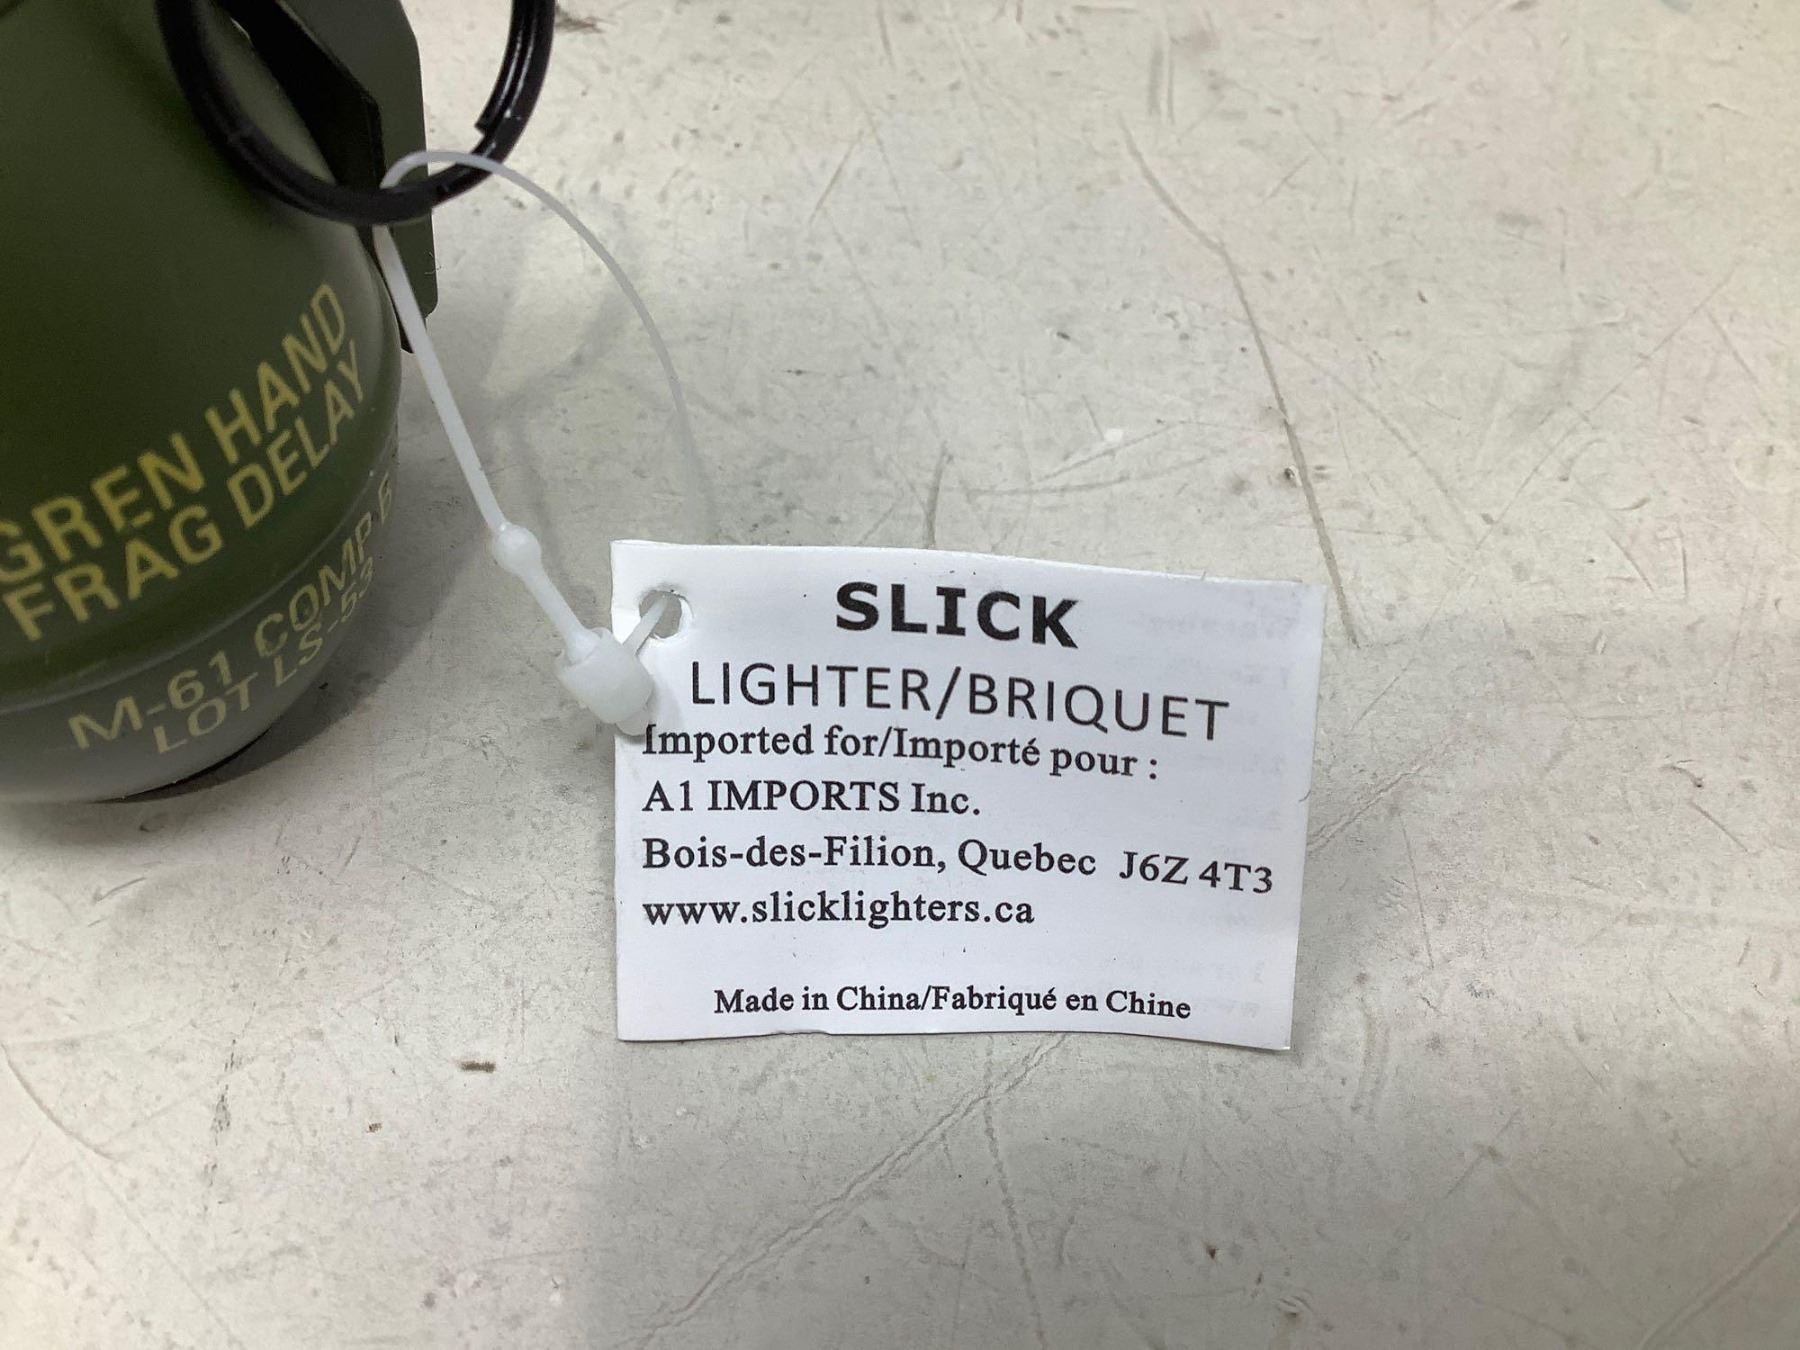 GREN HAND
FRAG DELAY
M-61 COMP B
LOT LS-53
SLICK
LIGHTER/BRIQUET
Imported for/Importé pour :
A1 IMPORTS Inc.
Bois-des-Filion, Quebec J6Z 4T3
www.slicklighters.ca
Made in China/Fabriqué en Chine